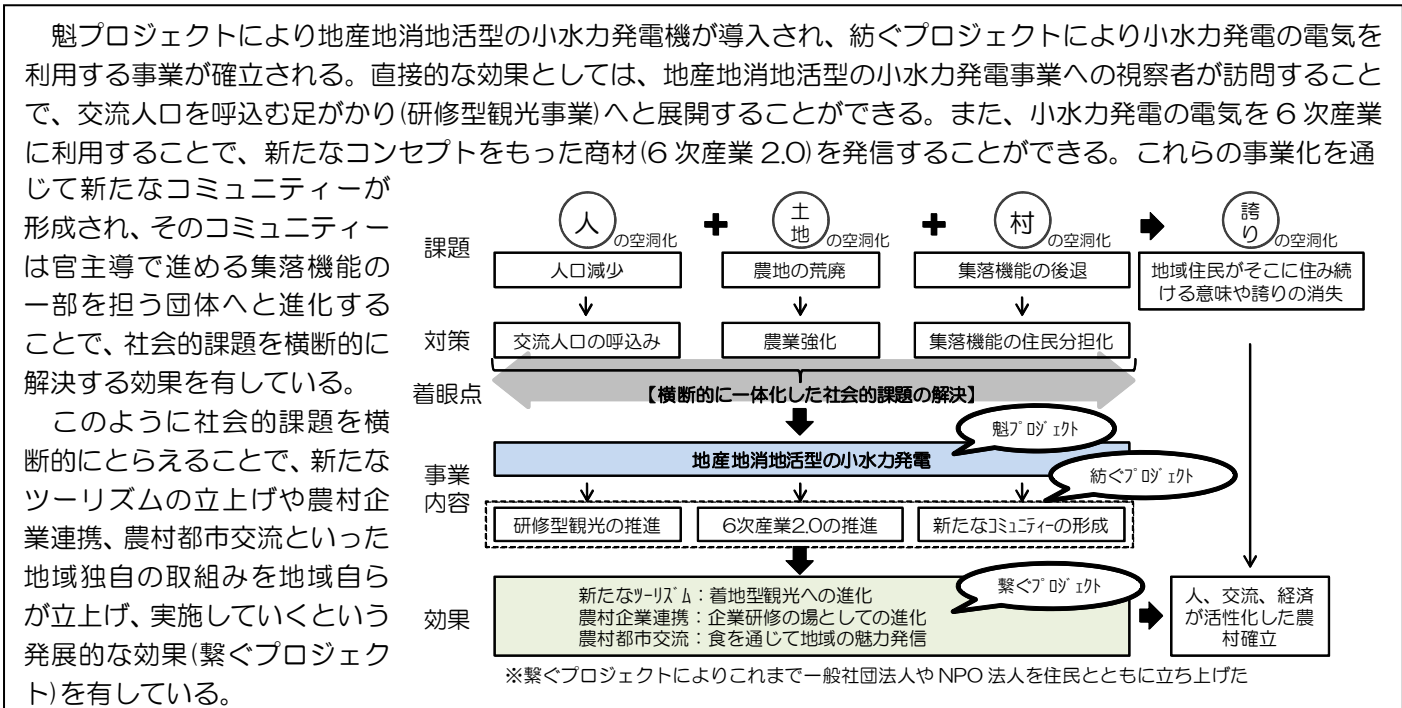 魁プロジェクトにより地産地消地活型の小水力発電機が導入され、紡ぐプロジェクトにより小水力発電の電気を
利用する事業が確立される。直接的な効果としては、地産地消地活型の小水力発電事業への視察者が訪問すること
で、交流人口を呼込む足がかり(研修型観光事業)へと展開することができる。また、小水力発電の電気を6次産業
に利用することで、新たなコンセプトをもった商材(6次産業2.0)を発信することができる。これらの事業化を通
じて新たなコミュニティーが
形成され、そのコミュニティー
は官主導で進める集落機能の
一部を担う団体へと進化する
ことで、社会的課題を横断的に
解決する効果を有している。
このように社会的課題を横
断的にとらえることで、新たな
ツーリズムの立上げや農村企
業連携、農村都市交流といった
地域独自の取組みを地域自ら
が立上げ、実施していくという
発展的な効果(繋ぐプロジェク
ト)を有している。
課題
人の空洞化
+
土地の空洞化
+
村の空洞化
誇りの空洞化
人口減少
農地の荒廃
集落機能の後退
地域住民がそこに住み続
ける意味や誇りの消失
対策
交流人口の呼込み
農業強化
集落機能の住民分担化
着眼点
【横断的に一体化した社会的課題の解決】
魁プロジェクト
事業
内容
地産地消地活型の小水力発電
紡ぐプロジェクト
研修型観光の推進
6次産業2.0の推進
新たなコミュニティーの形成
繋ぐプロジェクト
効果
新たなツーリズム:着地型観光への進化
農村企業連携:企業研修の場としての進化
農村都市交流:食を通じて地域の魅力発信
人、交流、経済
が活性化した農
村確立
※繋ぐプロジェクトによりこれまで一般社団法人やNPO法人を住民とともに立ち上げた